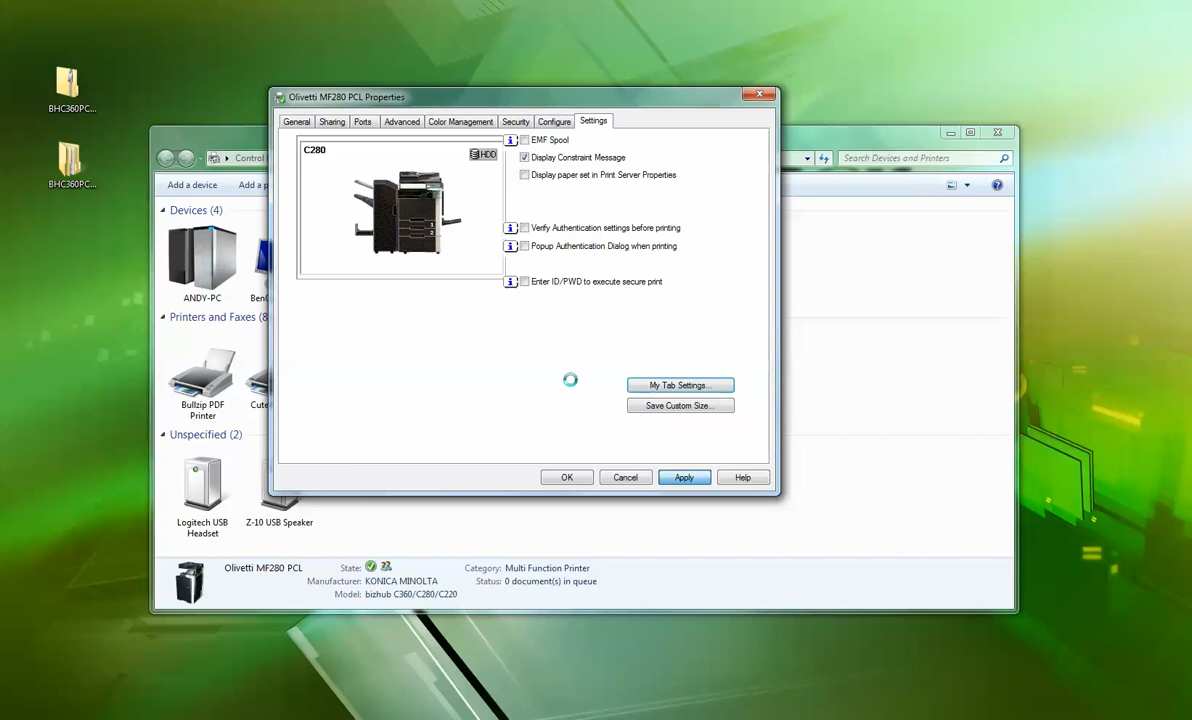 BHC360PC...
BHC360PC...
Olivetti MF280 PCL Properties
General Sharing Ports Advanced Color Management Security Configure Settings
C280
HDD
EMF Spool
Display Constraint Message
Display paper set in Print Server Properties
Verify Authentication settings before printing
Popup Authentication Dialog when printing
Enter ID/PWD to execute secure print
My Tab Settings...
Save Custom Size...
OK Cancel Apply Help
Control
Search Devices and Printers
Add a device Add a p
Devices (4)
ANDY-PC
Ben
Printers and Faxes (8
Bullzip PDF
Printer
Cute
Unspecified (2)
Logitech USB
Headset
Z-10 USB Speaker
Olivetti MF280 PCL
State:
Category: Multi Function Printer
Manufacturer: KONICA MINOLTA
Status: 0 document(s) in queue
Model: bizhub C360/C280/C220